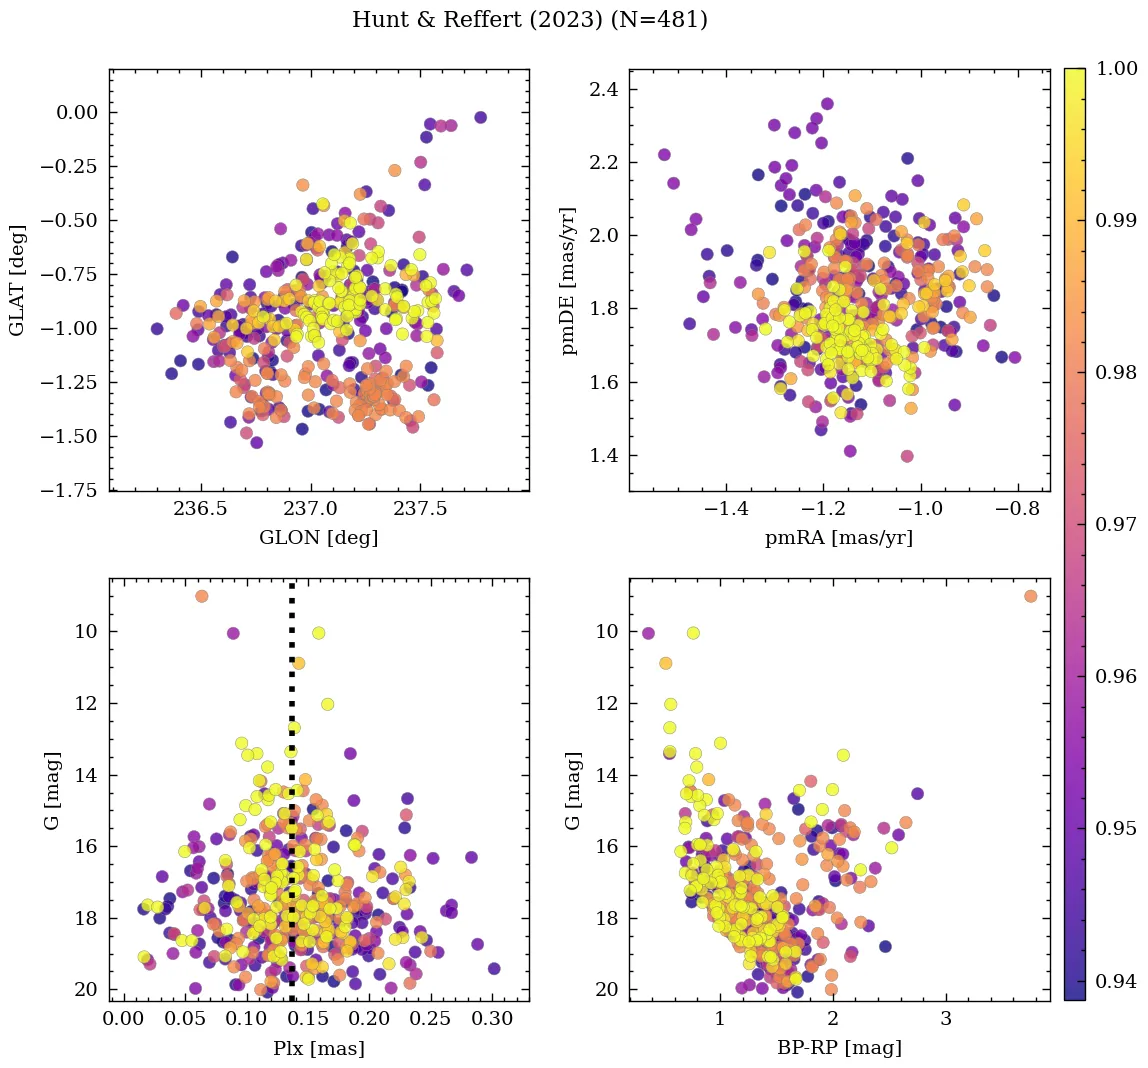 Hunt & Reffert (2023) (N=481)
0.00
−0.25
−0.50
−0.75
−1.00
−1.25
−1.50
−1.75
GLAT [deg]
236.5 237.0 237.5
GLON [deg]
2.4
2.2
2.0
1.8
1.6
1.4
pmDE [mas/yr]
−1.4 −1.2 −1.0 −0.8
pmRA [mas/yr]
1.00
0.99
0.98
0.97
0.96
0.95
0.94
10
12
14
16
18
20
G [mag]
0.00 0.05 0.10 0.15 0.20 0.25 0.30
Plx [mas]
10
12
14
16
18
20
G [mag]
1 2 3
BP-RP [mag]